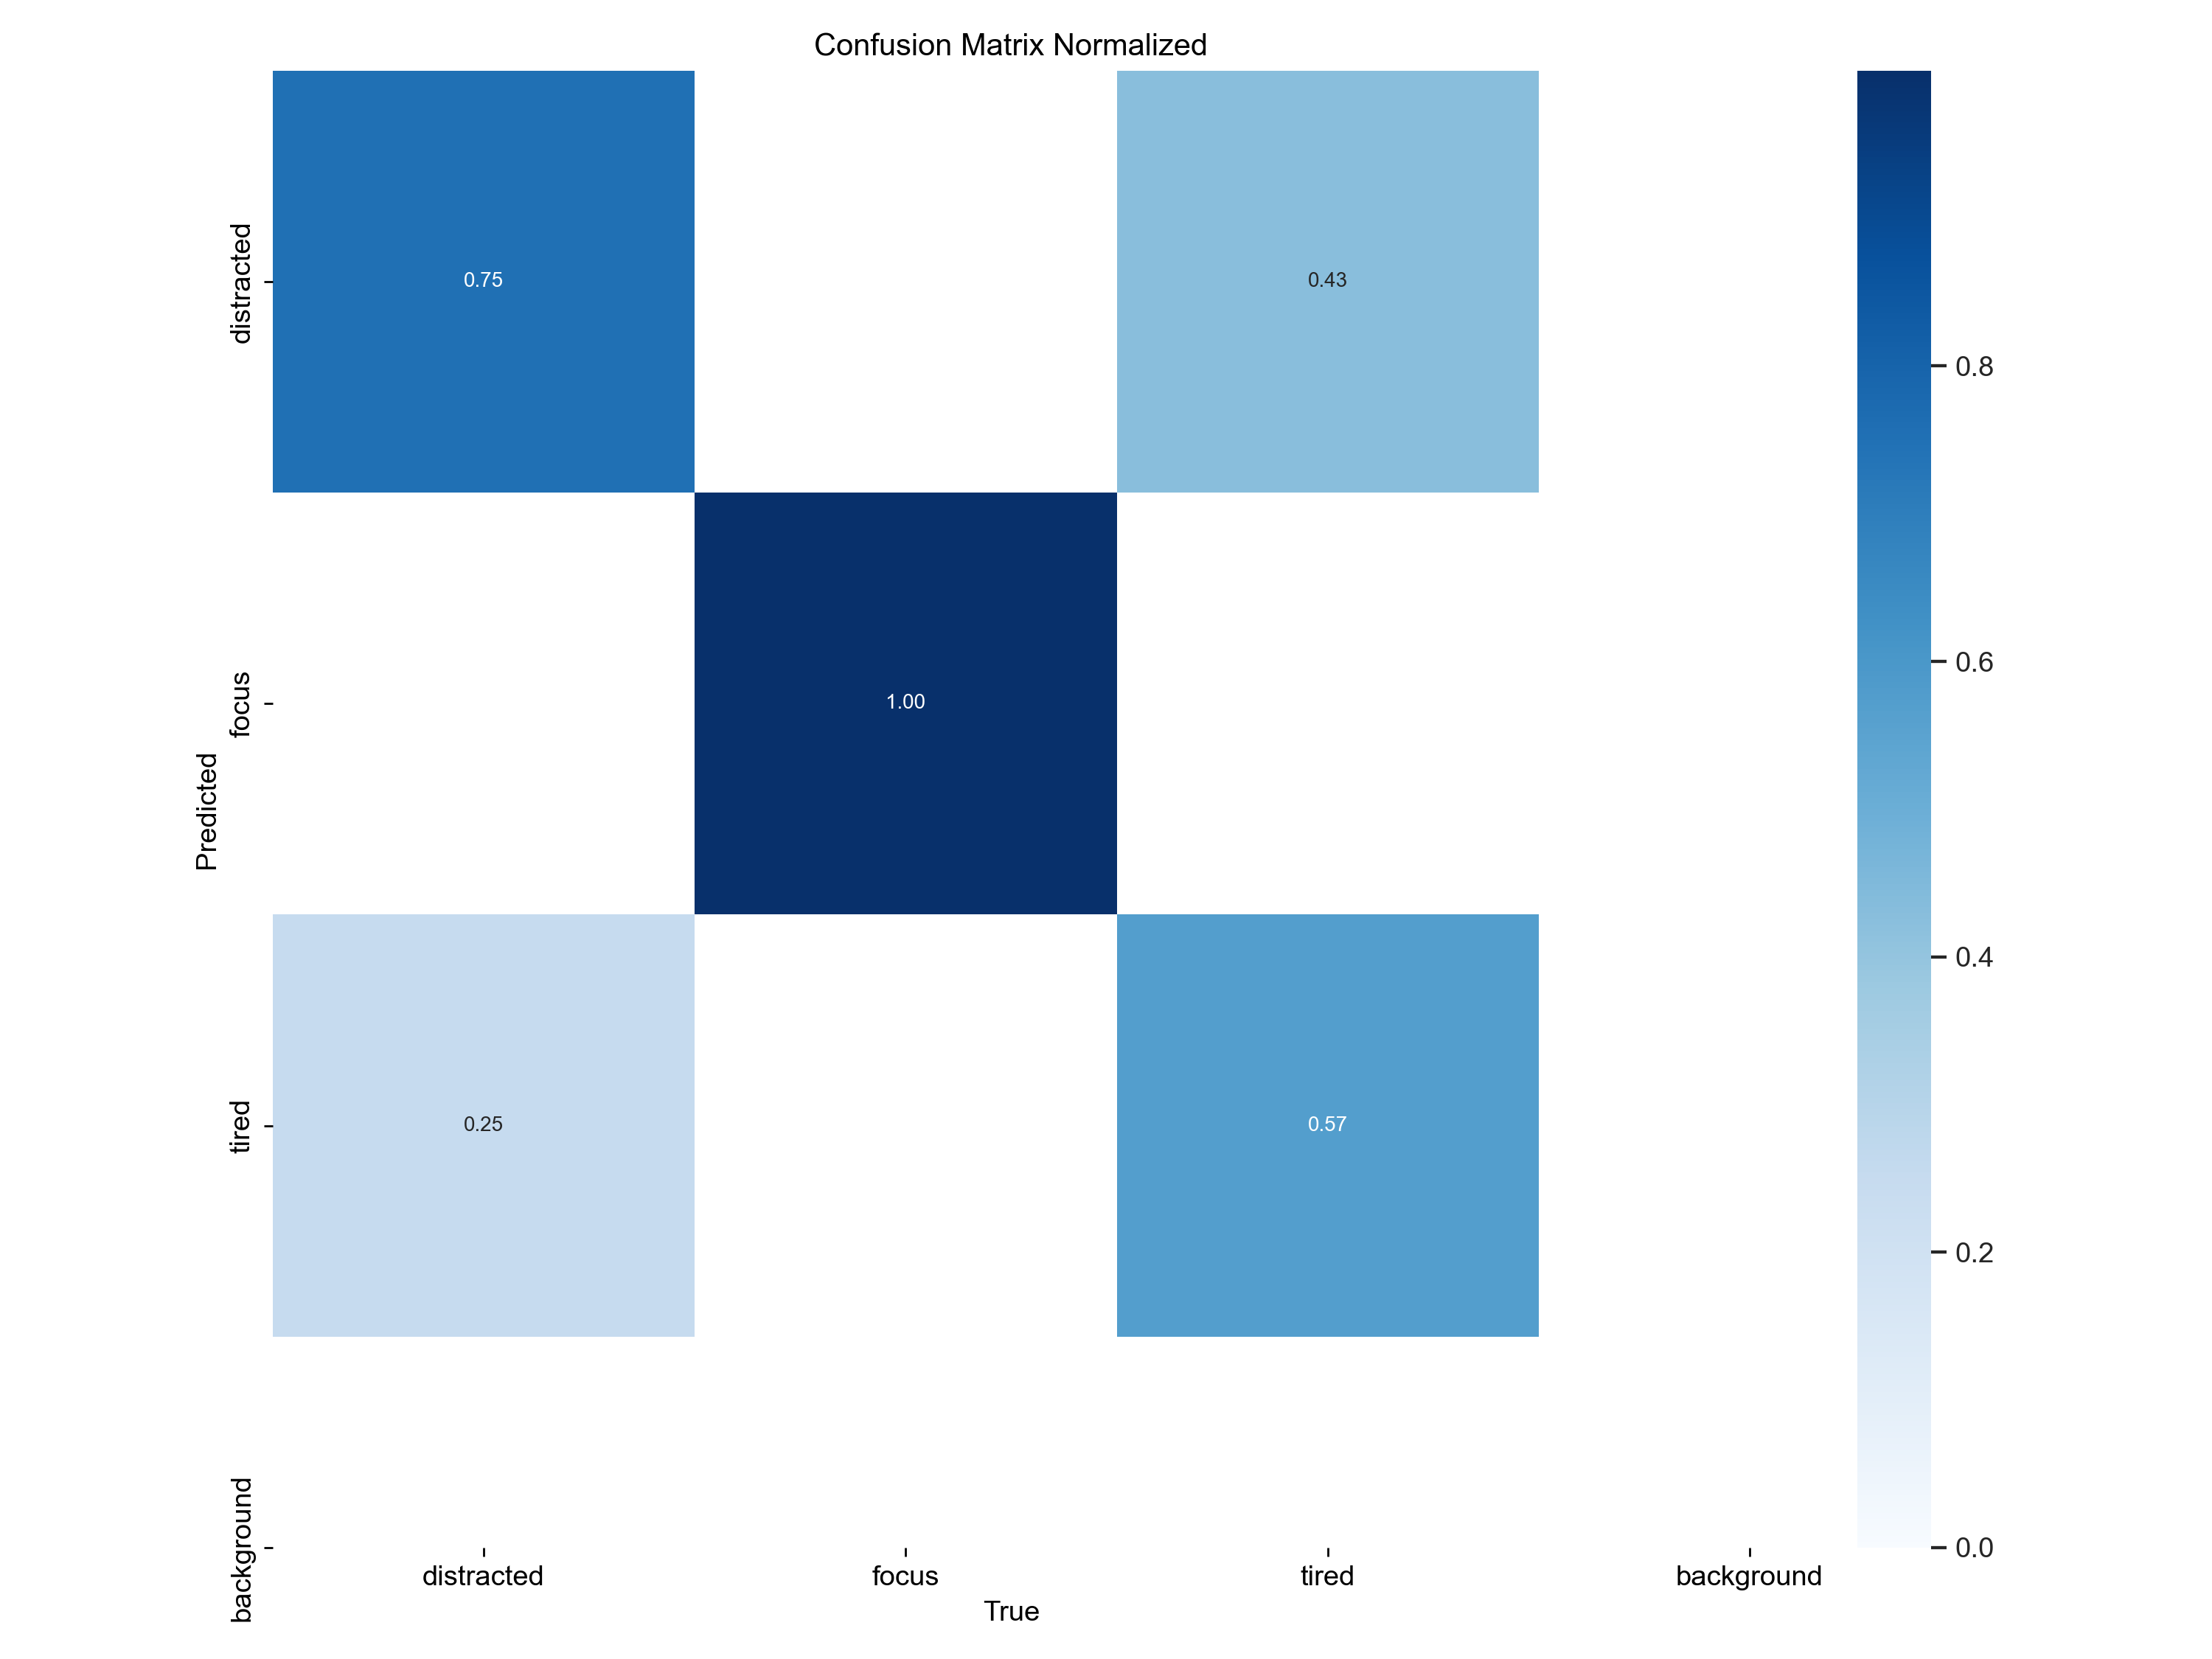 Confusion Matrix Normalized
distracted
focus
tired
background
Predicted
0.75
0.43
1.00
0.25
0.57
distracted
focus
tired
background
True
0.8
0.6
0.4
0.2
0.0